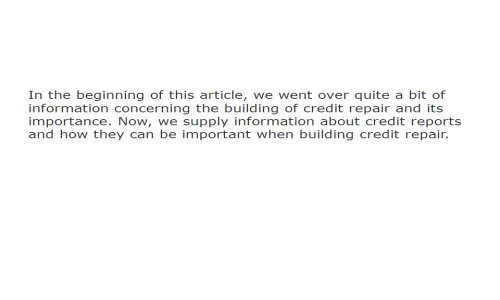 In the beginning of this article, we went over quite a bit of
information concerning the building of credit repair and its
importance. Now, we supply information about credit reports
and how they can be important when building credit repair.